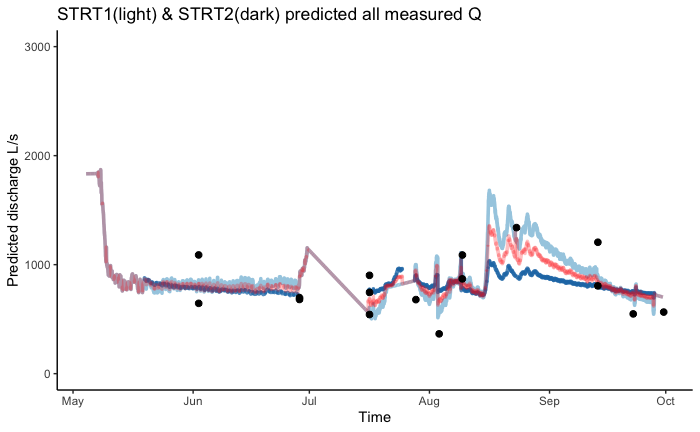 STRT1(light) & STRT2(dark) predicted all measured Q
Predicted discharge L/s
3000
2000
1000
0
May Jun Jul Aug Sep Oct
Time